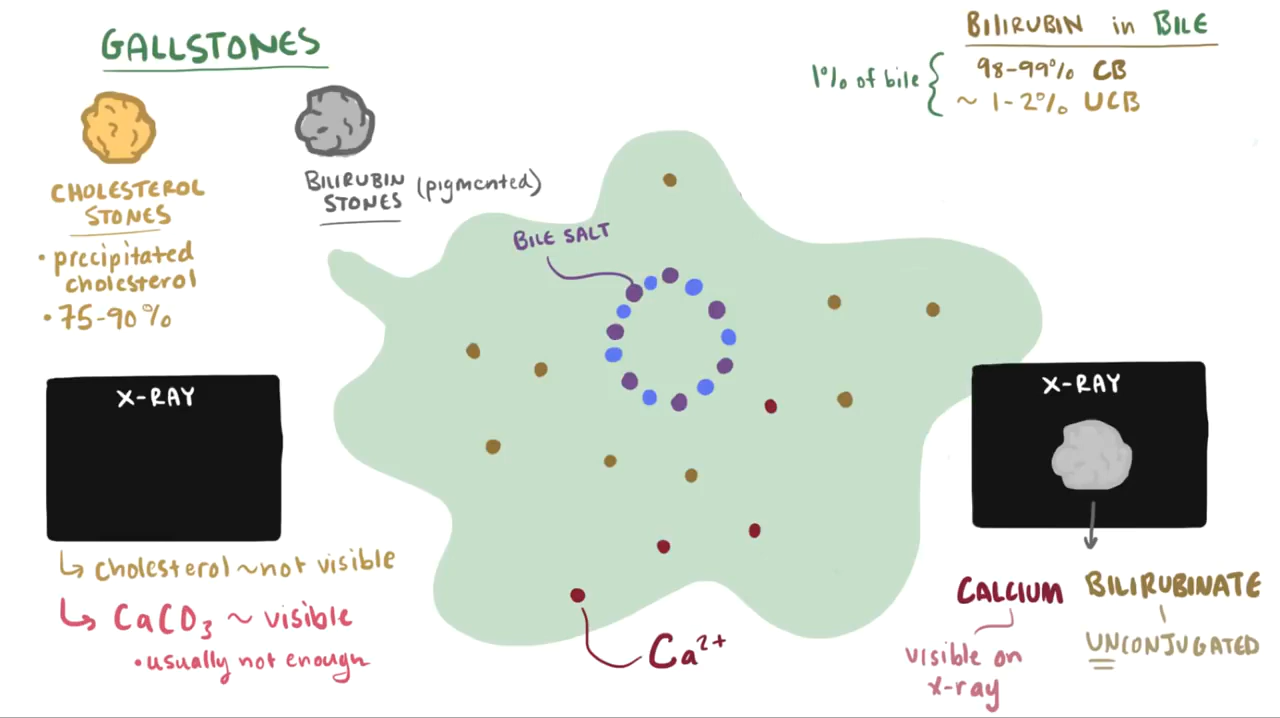 GALLSTONES
BILIRUBIN in BILE
1% of bile { 98-99% CB
~ 1-2% UCB
CHOLESTEROL
STONES
• precipitated
cholesterol
• 75-90%
BILIRUBIN (pigmented)
STONES
BILE SALT
X-RAY
↳ cholesterol ~ not visible
↳ CaCO₃ ~ visible
• usually not enough
Ca²⁺
X-RAY
CALCIUM BILIRUBINATE
visible on
x-ray
UNCONJUGATED